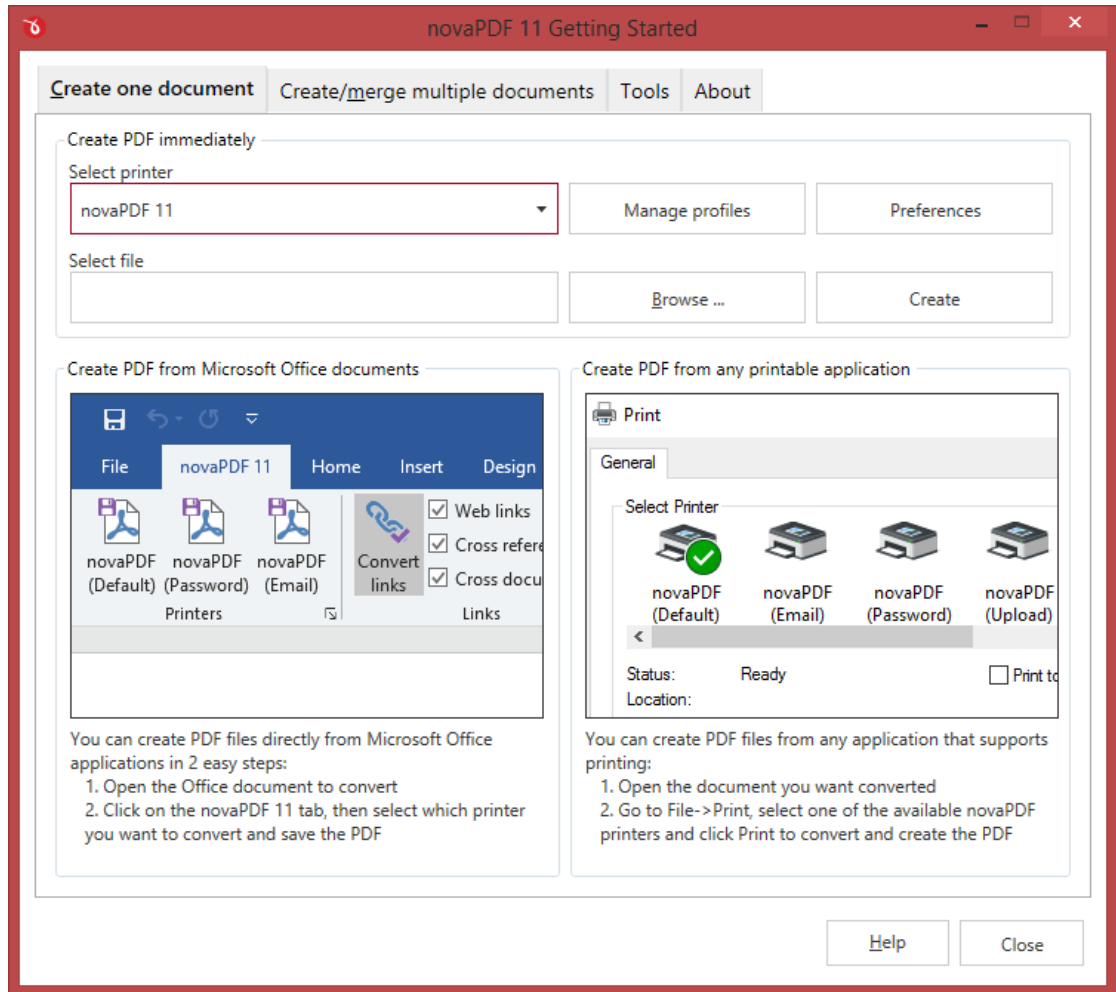 novaPDF 11 Getting Started
Create one document
Create/merge multiple documents
Tools
About
Create PDF immediately
Select printer
novaPDF 11
Manage profiles
Preferences
Select file
Browse ...
Create
Create PDF from Microsoft Office documents
File
novaPDF 11
Home
Insert
Design
novaPDF
(Default)
novaPDF
(Password)
novaPDF
(Email)
Printers
Convert
links
Web links
Cross refere
Cross docu
Links
You can create PDF files directly from Microsoft Office
applications in 2 easy steps:
1. Open the Office document to convert
2. Click on the novaPDF 11 tab, then select which printer
you want to convert and save the PDF
Create PDF from any printable application
Print
General
Select Printer
novaPDF
(Default)
novaPDF
(Email)
novaPDF
(Password)
novaPDF
(Upload)
Status:
Ready
Print to
Location:
You can create PDF files from any application that supports
printing:
1. Open the document you want converted
2. Go to File->Print, select one of the available novaPDF
printers and click Print to convert and create the PDF
Help
Close